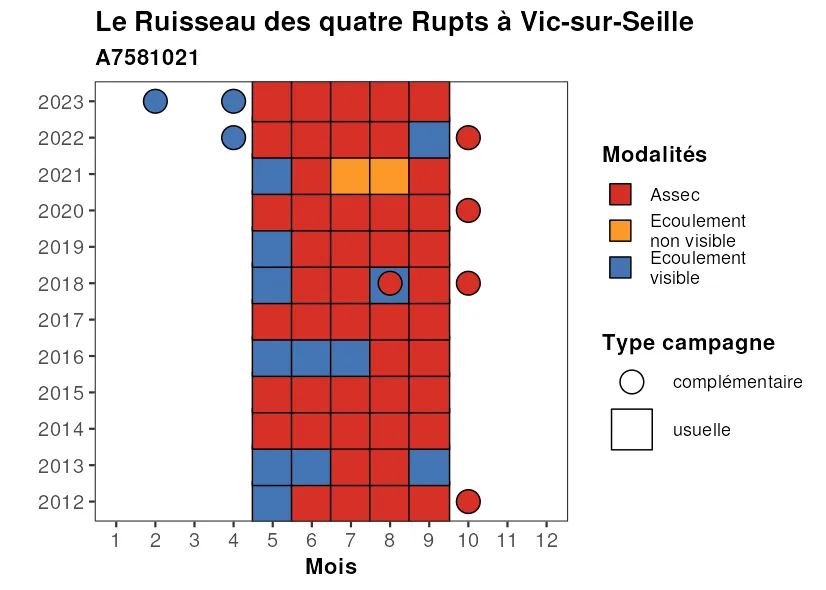 Le Ruisseau des quatre Rupts à Vic-sur-Seille
A7581021
2023
2022
2021
2020
2019
2018
2017
2016
2015
2014
2013
2012
1 2 3 4 5 6 7 8 9 10 11 12
Mois
Modalités
Assec
Ecoulement
non visible
Ecoulement
visible
Type campagne
complémentaire
usuelle